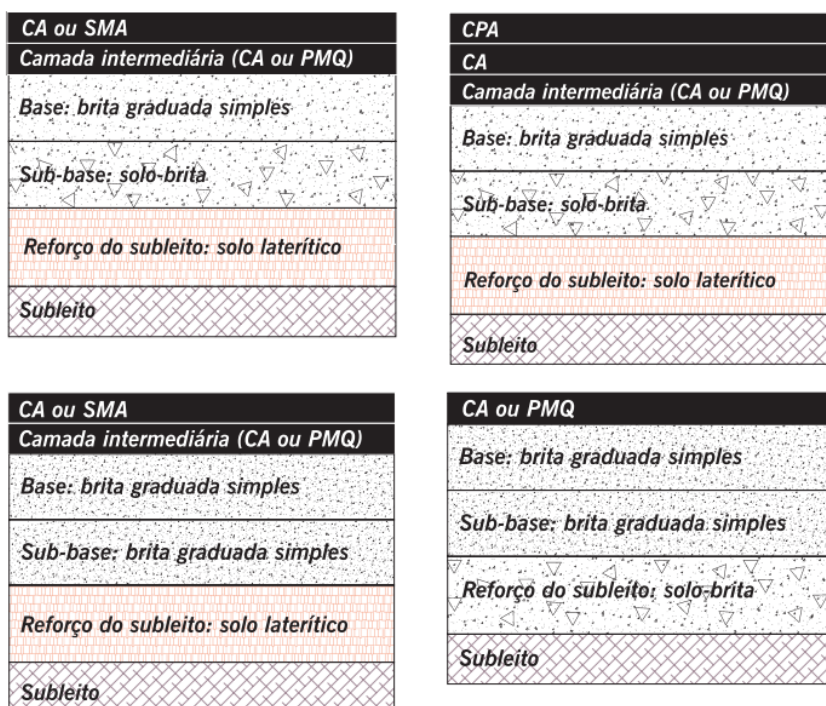 CA ou SMA
Camada intermediária (CA ou PMQ)
Base: brita graduada simples
Sub-base: solo-brita
Reforço do subleito: solo laterítico
Subleito
CPA
CA
Camada intermediária (CA ou PMQ)
Base: brita graduada simples
Sub-base: solo-brita
Reforço do subleito: solo laterítico
Subleito
CA ou SMA
Camada intermediária (CA ou PMQ)
Base: brita graduada simples
Sub-base: brita graduada simples
Reforço do subleito: solo laterítico
Subleito
CA ou PMQ
Base: brita graduada simples
Sub-base: brita graduada simples
Reforço do subleito: solo-brita
Subleito